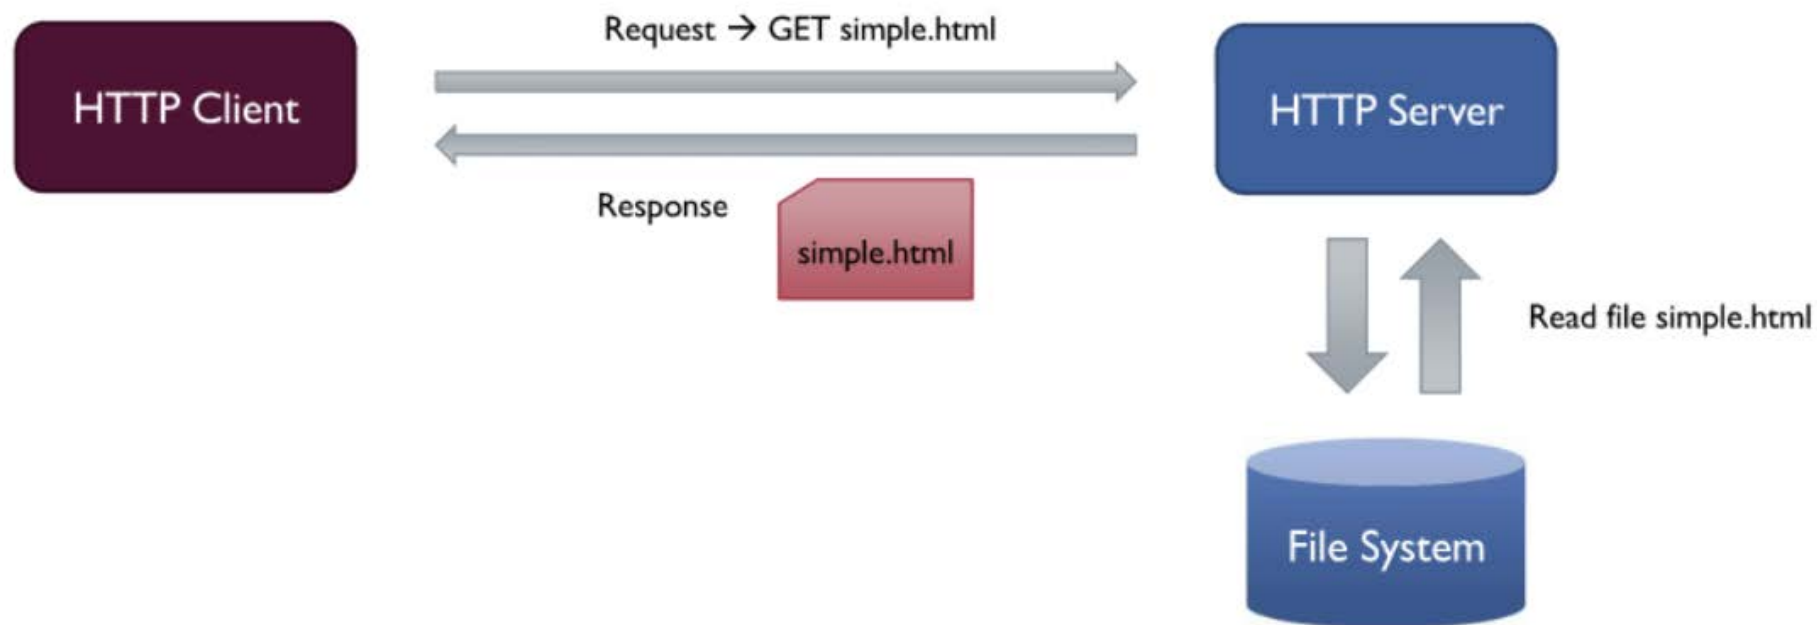 Request → GET simple.html
HTTP Client
HTTP Server
Response
simple.html
Read file simple.html
File System